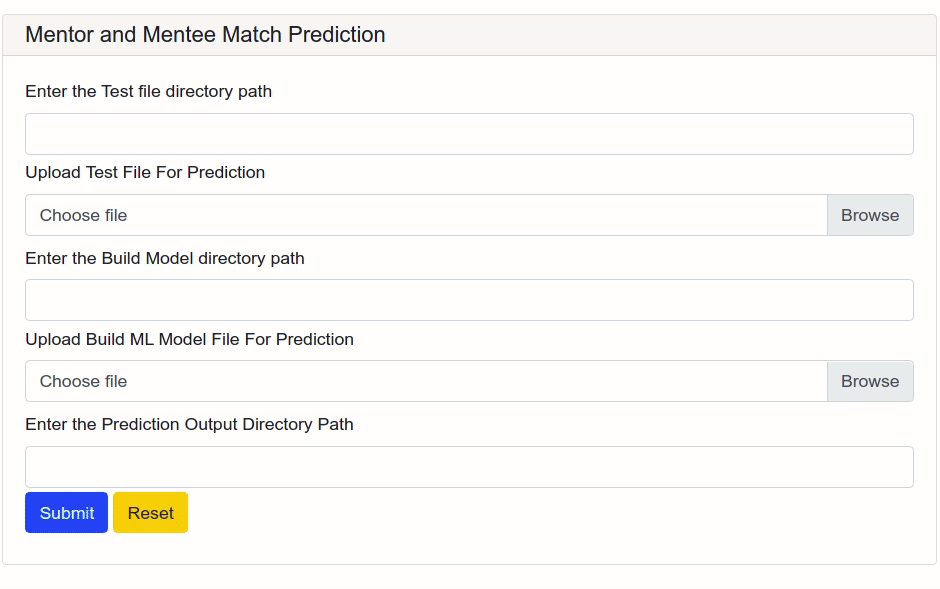 Mentor and Mentee Match Prediction
Enter the Test file directory path
Upload Test File For Prediction
Choose file Browse
Enter the Build Model directory path
Upload Build ML Model File For Prediction
Choose file Browse
Enter the Prediction Output Directory Path
Submit Reset